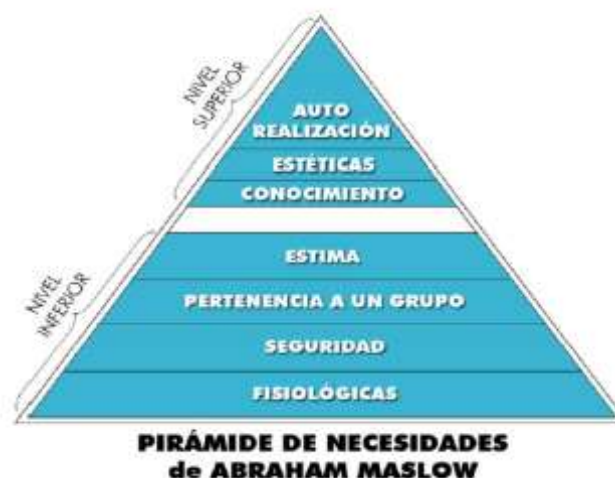 NIVEL
SUPERIOR
AUTO
REALIZACIÓN
ESTÉTICAS
CONOCIMIENTO
NIVEL
INFERIOR
ESTIMA
PERTENENCIA A UN GRUPO
SEGURIDAD
FISIOLÓGICAS
PIRÁMIDE DE NECESIDADES
de ABRAHAM MASLOW